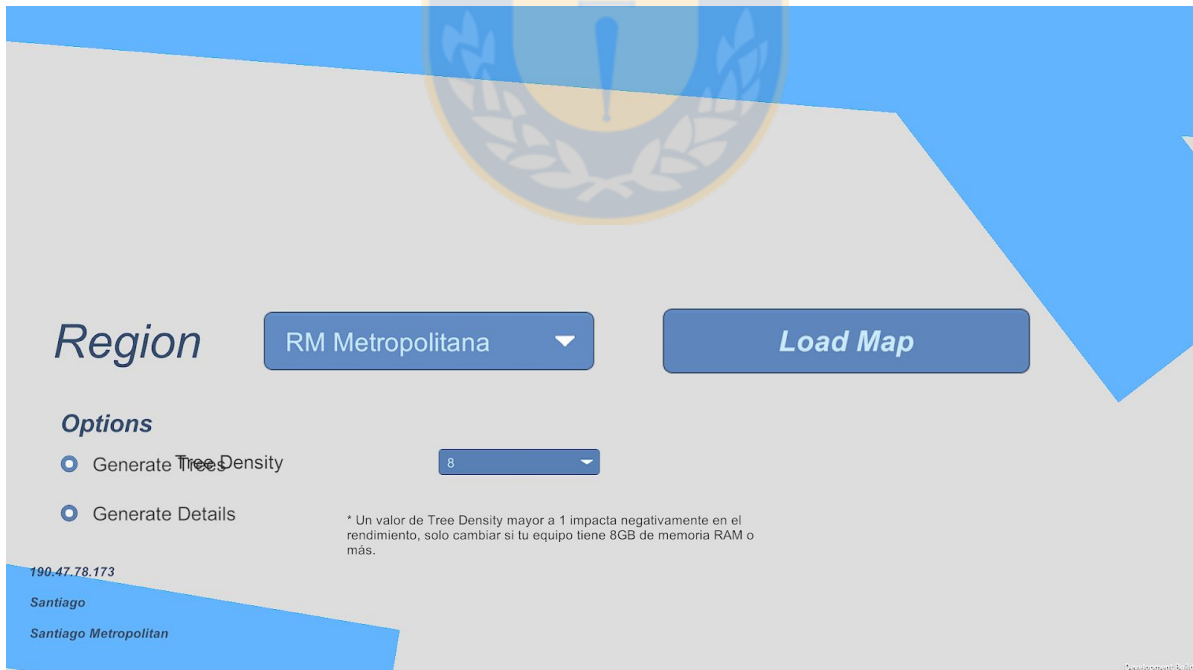 Region
RM Metropolitana
Load Map
Options
Generate Trees
Tree Density
8
Generate Details
* Un valor de Tree Density mayor a 1 impacta negativamente en el
rendimiento, solo cambiar si tu equipo tiene 8GB de memoria RAM o
más.
190.47.78.173
Santiago
Santiago Metropolitan
Development Build